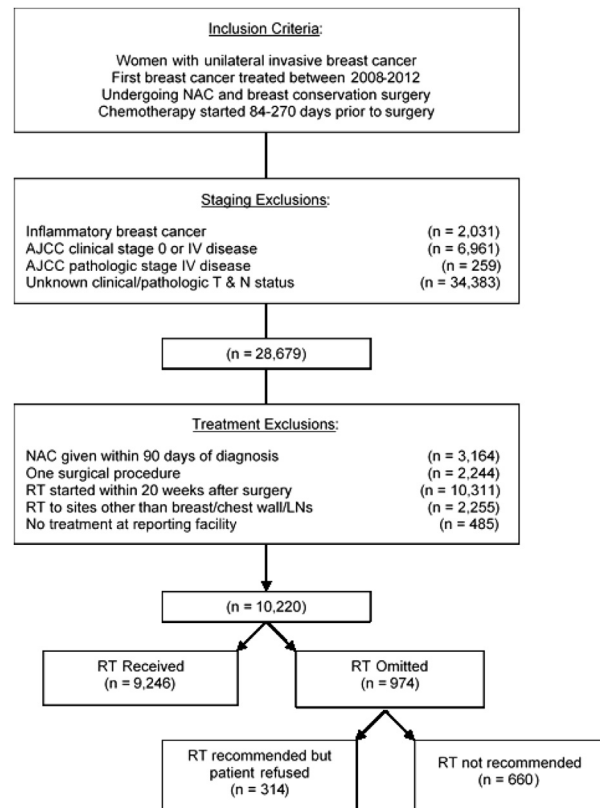 Inclusion Criteria:
Women with unilateral invasive breast cancer
First breast cancer treated between 2008-2012
Undergoing NAC and breast conservation surgery
Chemotherapy started 84-270 days prior to surgery
Staging Exclusions:
Inflammatory breast cancer (n = 2,031)
AJCC clinical stage 0 or IV disease (n = 6,961)
AJCC pathologic stage IV disease (n = 259)
Unknown clinical/pathologic T & N status (n = 34,383)
(n = 28,679)
Treatment Exclusions:
NAC given within 90 days of diagnosis (n = 3,164)
One surgical procedure (n = 2,244)
RT started within 20 weeks after surgery (n = 10,311)
RT to sites other than breast/chest wall/LNs (n = 2,255)
No treatment at reporting facility (n = 485)
(n = 10,220)
RT Received
(n = 9,246)
RT Omitted
(n = 974)
RT recommended but
patient refused
(n = 314)
RT not recommended
(n = 660)